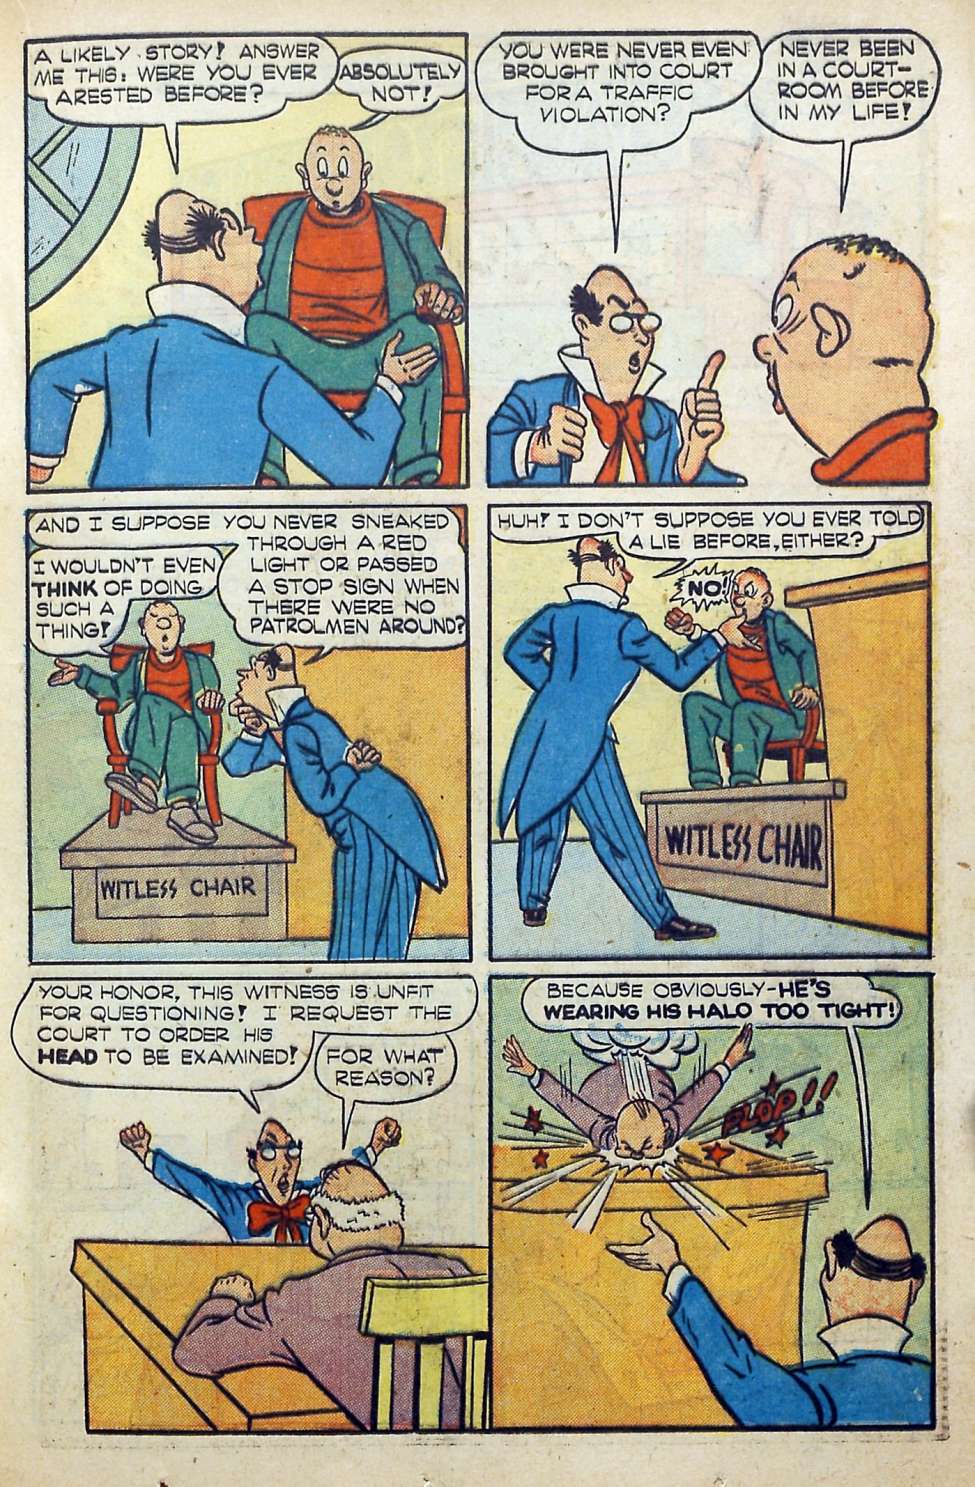 A LIKELY STORY! ANSWER
ME THIS: WERE YOU EVER
ARESTED BEFORE?
ABSOLUTELY
NOT!
YOU WERE NEVER EVEN
BROUGHT INTO COURT
FOR A TRAFFIC
VIOLATION?
NEVER BEEN
IN A COURT-
ROOM BEFORE
IN MY LIFE!
AND I SUPPOSE YOU NEVER SNEAKED
THROUGH A RED
LIGHT OR PASSED
A STOP SIGN WHEN
THERE WERE NO
PATROLMEN AROUND?
I WOULDN'T EVEN
THINK OF DOING
SUCH A
THING!
WITLESS CHAIR
HUH! I DON'T SUPPOSE YOU EVER TOLD
A LIE BEFORE, EITHER?
NO!
WITLESS CHAIR
YOUR HONOR, THIS WITNESS IS UNFIT
FOR QUESTIONING! I REQUEST THE
COURT TO ORDER HIS
HEAD TO BE EXAMINED!
FOR WHAT
REASON?
BECAUSE OBVIOUSLY-HE'S
WEARING HIS HALO TOO TIGHT!
FLOP!!